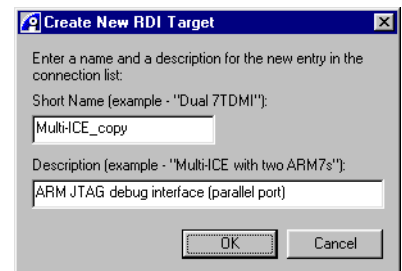 Create New RDI Target
Enter a name and a description for the new entry in the
connection list:
Short Name (example - "Dual 7TDMI"):
Multi-ICE_copy
Description (example - "Multi-ICE with two ARM7s"):
ARM JTAG debug interface (parallel port)
OK Cancel